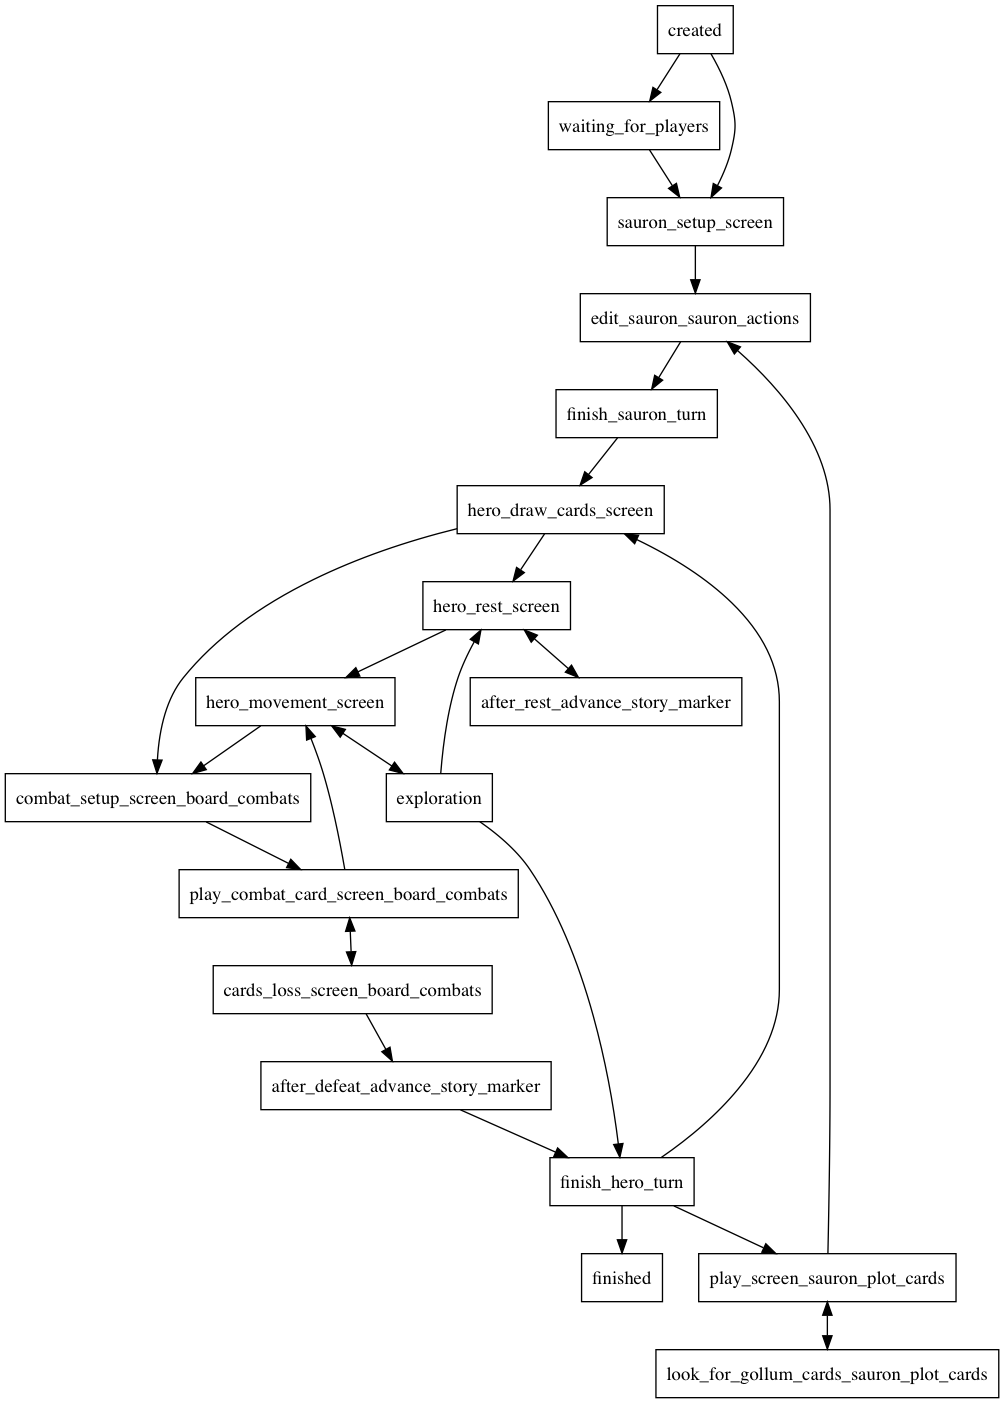 created
waiting_for_players
sauron_setup_screen
edit_sauron_sauron_actions
finish_sauron_turn
hero_draw_cards_screen
hero_rest_screen
hero_movement_screen
after_rest_advance_story_marker
combat_setup_screen_board_combats
exploration
play_combat_card_screen_board_combats
cards_loss_screen_board_combats
after_defeat_advance_story_marker
finish_hero_turn
finished
play_screen_sauron_plot_cards
look_for_gollum_cards_sauron_plot_cards